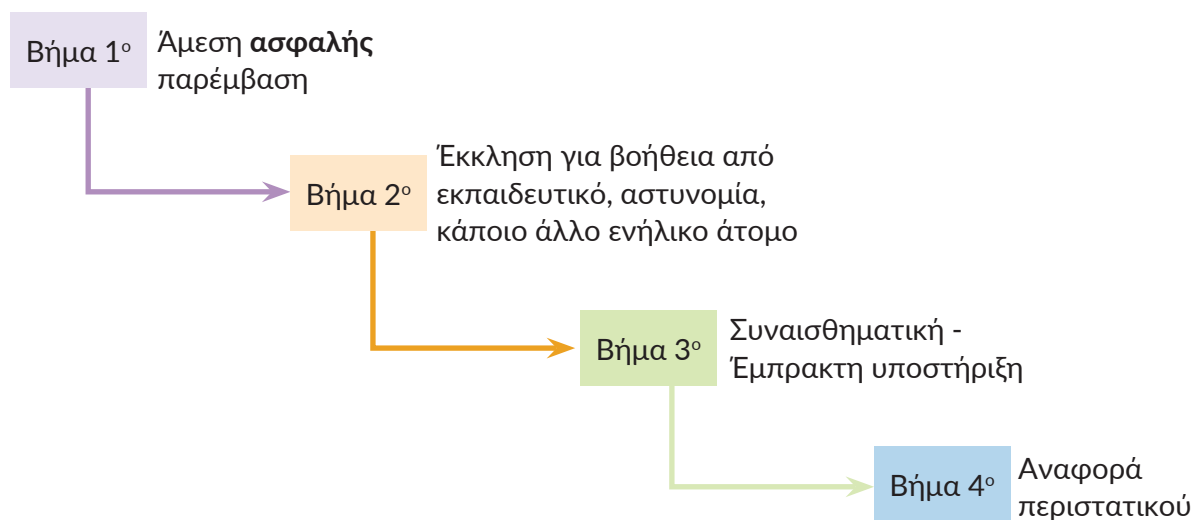 Βήμα 1ο
Άμεση ασφαλής
παρέμβαση
Βήμα 2ο
Έκκληση για βοήθεια από
εκπαιδευτικό, αστυνομία,
κάποιο άλλο ενήλικο άτομο
Βήμα 3ο
Συναισθηματική -
Έμπρακτη υποστήριξη
Βήμα 4ο
Αναφορά
περιστατικού